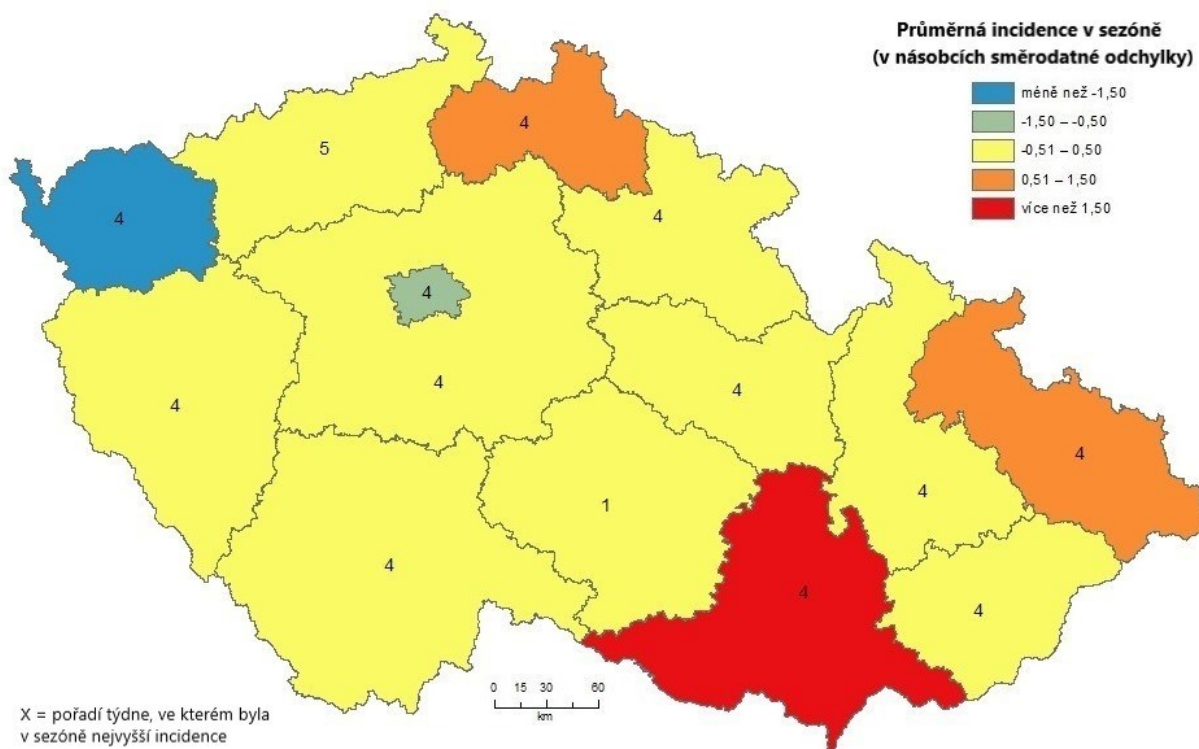 Průměrná incidence v sezóně
(v násobcích směrodatné odchylky)
méně než -1,50
-1,50 – -0,50
-0,51 – 0,50
0,51 – 1,50
více než 1,50
4
5
4
4
4
4
4
4
4
1
4
4
4
4
0 15 30 60
km
X = pořadí týdne, ve kterém byla
v sezóně nejvyšší incidence